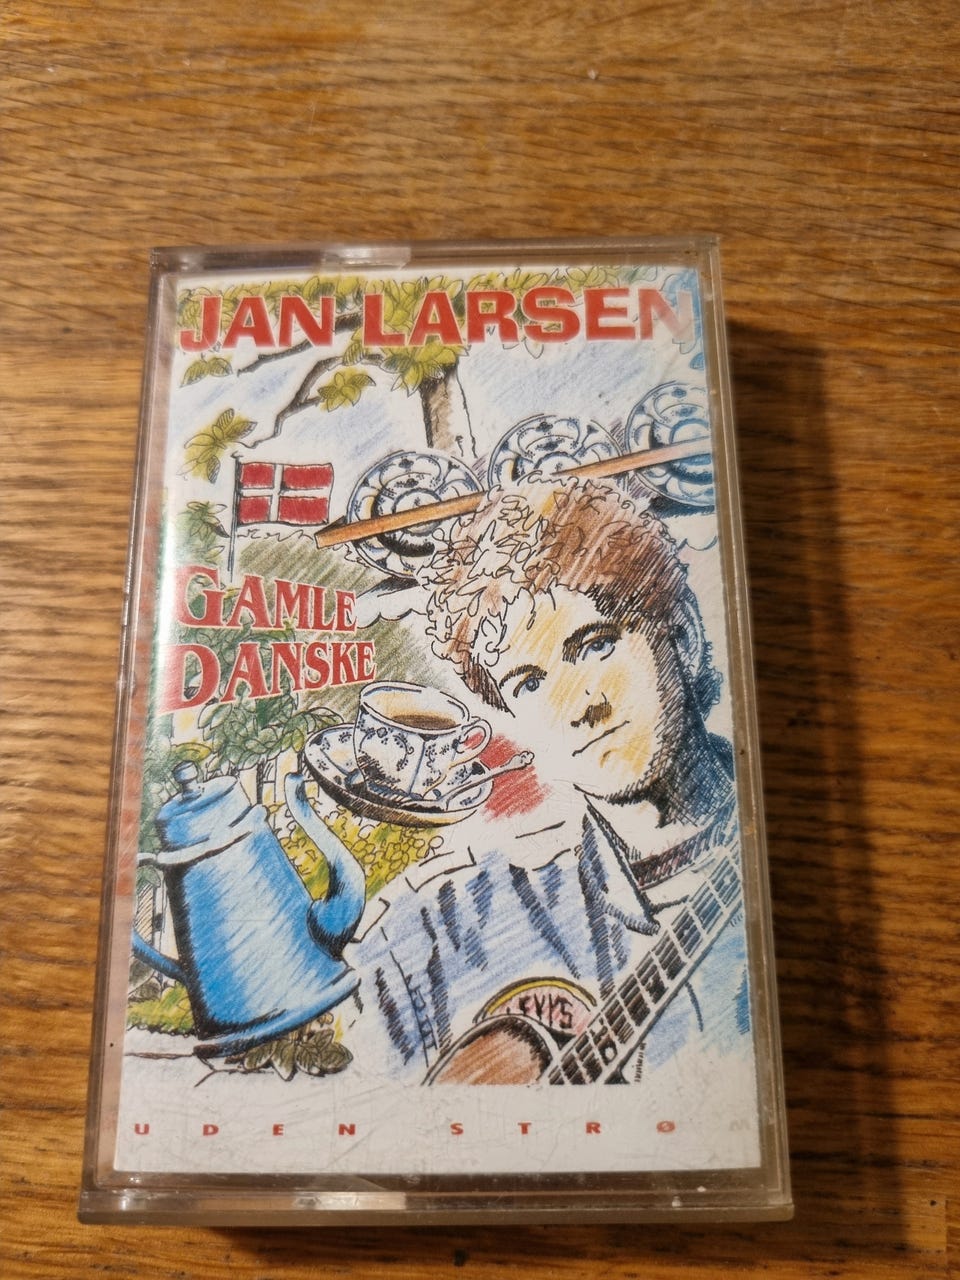 JAN LARSEN
GAMLE
DANSKE
UDEN STRØM